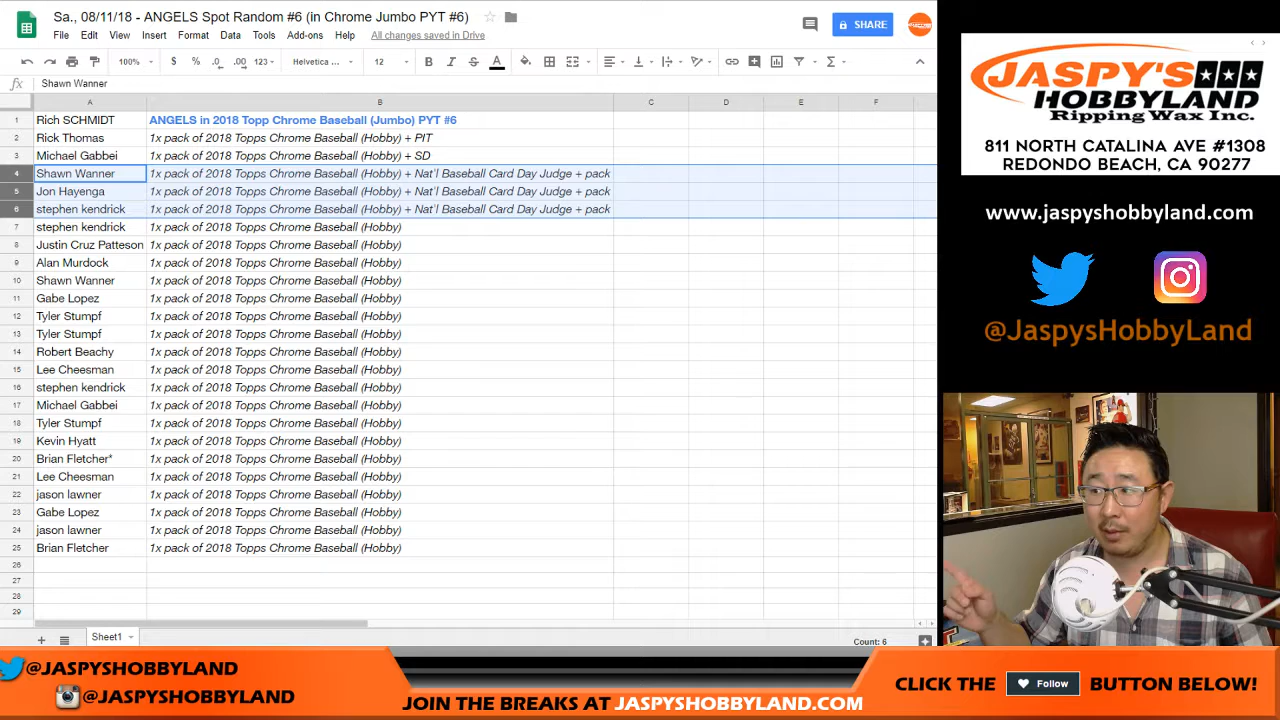 Sa., 08/11/18 - ANGELS Spot Random #6 (in Chrome Jumbo PYT #6)
SHARE
File Edit View Insert Format Data Tools Add-ons Help All changes saved in Drive
100% $ % .0 .00 123 Helvetica ... 12 B I S A
fx Shawn Wanner
A B C D E F
1 Rich SCHMIDT ANGELS in 2018 Topp Chrome Baseball (Jumbo) PYT #6
2 Rick Thomas 1x pack of 2018 Topps Chrome Baseball (Hobby) + PIT
3 Michael Gabbei 1x pack of 2018 Topps Chrome Baseball (Hobby) + SD
4 Shawn Wanner 1x pack of 2018 Topps Chrome Baseball (Hobby) + Nat'l Baseball Card Day Judge + pack
5 Jon Hayenga 1x pack of 2018 Topps Chrome Baseball (Hobby) + Nat'l Baseball Card Day Judge + pack
6 stephen kendrick 1x pack of 2018 Topps Chrome Baseball (Hobby) + Nat'l Baseball Card Day Judge + pack
7 stephen kendrick 1x pack of 2018 Topps Chrome Baseball (Hobby)
8 Justin Cruz Patteson 1x pack of 2018 Topps Chrome Baseball (Hobby)
9 Alan Murdock 1x pack of 2018 Topps Chrome Baseball (Hobby)
10 Shawn Wanner 1x pack of 2018 Topps Chrome Baseball (Hobby)
11 Gabe Lopez 1x pack of 2018 Topps Chrome Baseball (Hobby)
12 Tyler Stumpf 1x pack of 2018 Topps Chrome Baseball (Hobby)
13 Tyler Stumpf 1x pack of 2018 Topps Chrome Baseball (Hobby)
14 Robert Beachy 1x pack of 2018 Topps Chrome Baseball (Hobby)
15 Lee Cheesman 1x pack of 2018 Topps Chrome Baseball (Hobby)
16 stephen kendrick 1x pack of 2018 Topps Chrome Baseball (Hobby)
17 Michael Gabbei 1x pack of 2018 Topps Chrome Baseball (Hobby)
18 Tyler Stumpf 1x pack of 2018 Topps Chrome Baseball (Hobby)
19 Kevin Hyatt 1x pack of 2018 Topps Chrome Baseball (Hobby)
20 Brian Fletcher* 1x pack of 2018 Topps Chrome Baseball (Hobby)
21 Lee Cheesman 1x pack of 2018 Topps Chrome Baseball (Hobby)
22 jason lawner 1x pack of 2018 Topps Chrome Baseball (Hobby)
23 Gabe Lopez 1x pack of 2018 Topps Chrome Baseball (Hobby)
24 jason lawner 1x pack of 2018 Topps Chrome Baseball (Hobby)
25 Brian Fletcher 1x pack of 2018 Topps Chrome Baseball (Hobby)
26
27
28
29
Sheet1 Count: 6
JASPY'S
HOBBYLAND
Ripping Wax Inc.
811 NORTH CATALINA AVE #1308
REDONDO BEACH, CA 90277
www.jaspyshobbyland.com
@JaspysHobbyLand
@JASPYSHOBBYLAND
@JASPYSHOBBYLAND
JOIN THE BREAKS AT JASPYSHOBBYLAND.COM
CLICK THE Follow BUTTON BELOW!